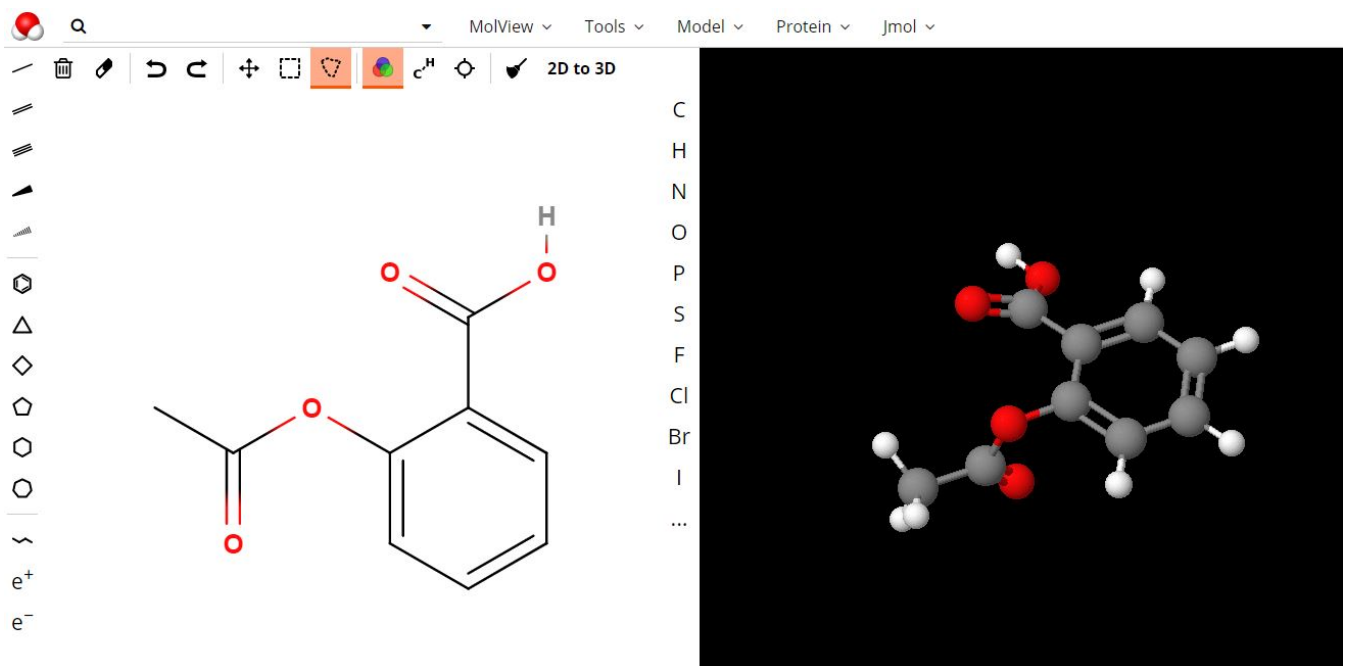 MolView Tools Model Protein Jmol
C H 2D to 3D
C
H
N
O
P
S
F
Cl
Br
I
...
e+
e−
H
O O
O
O